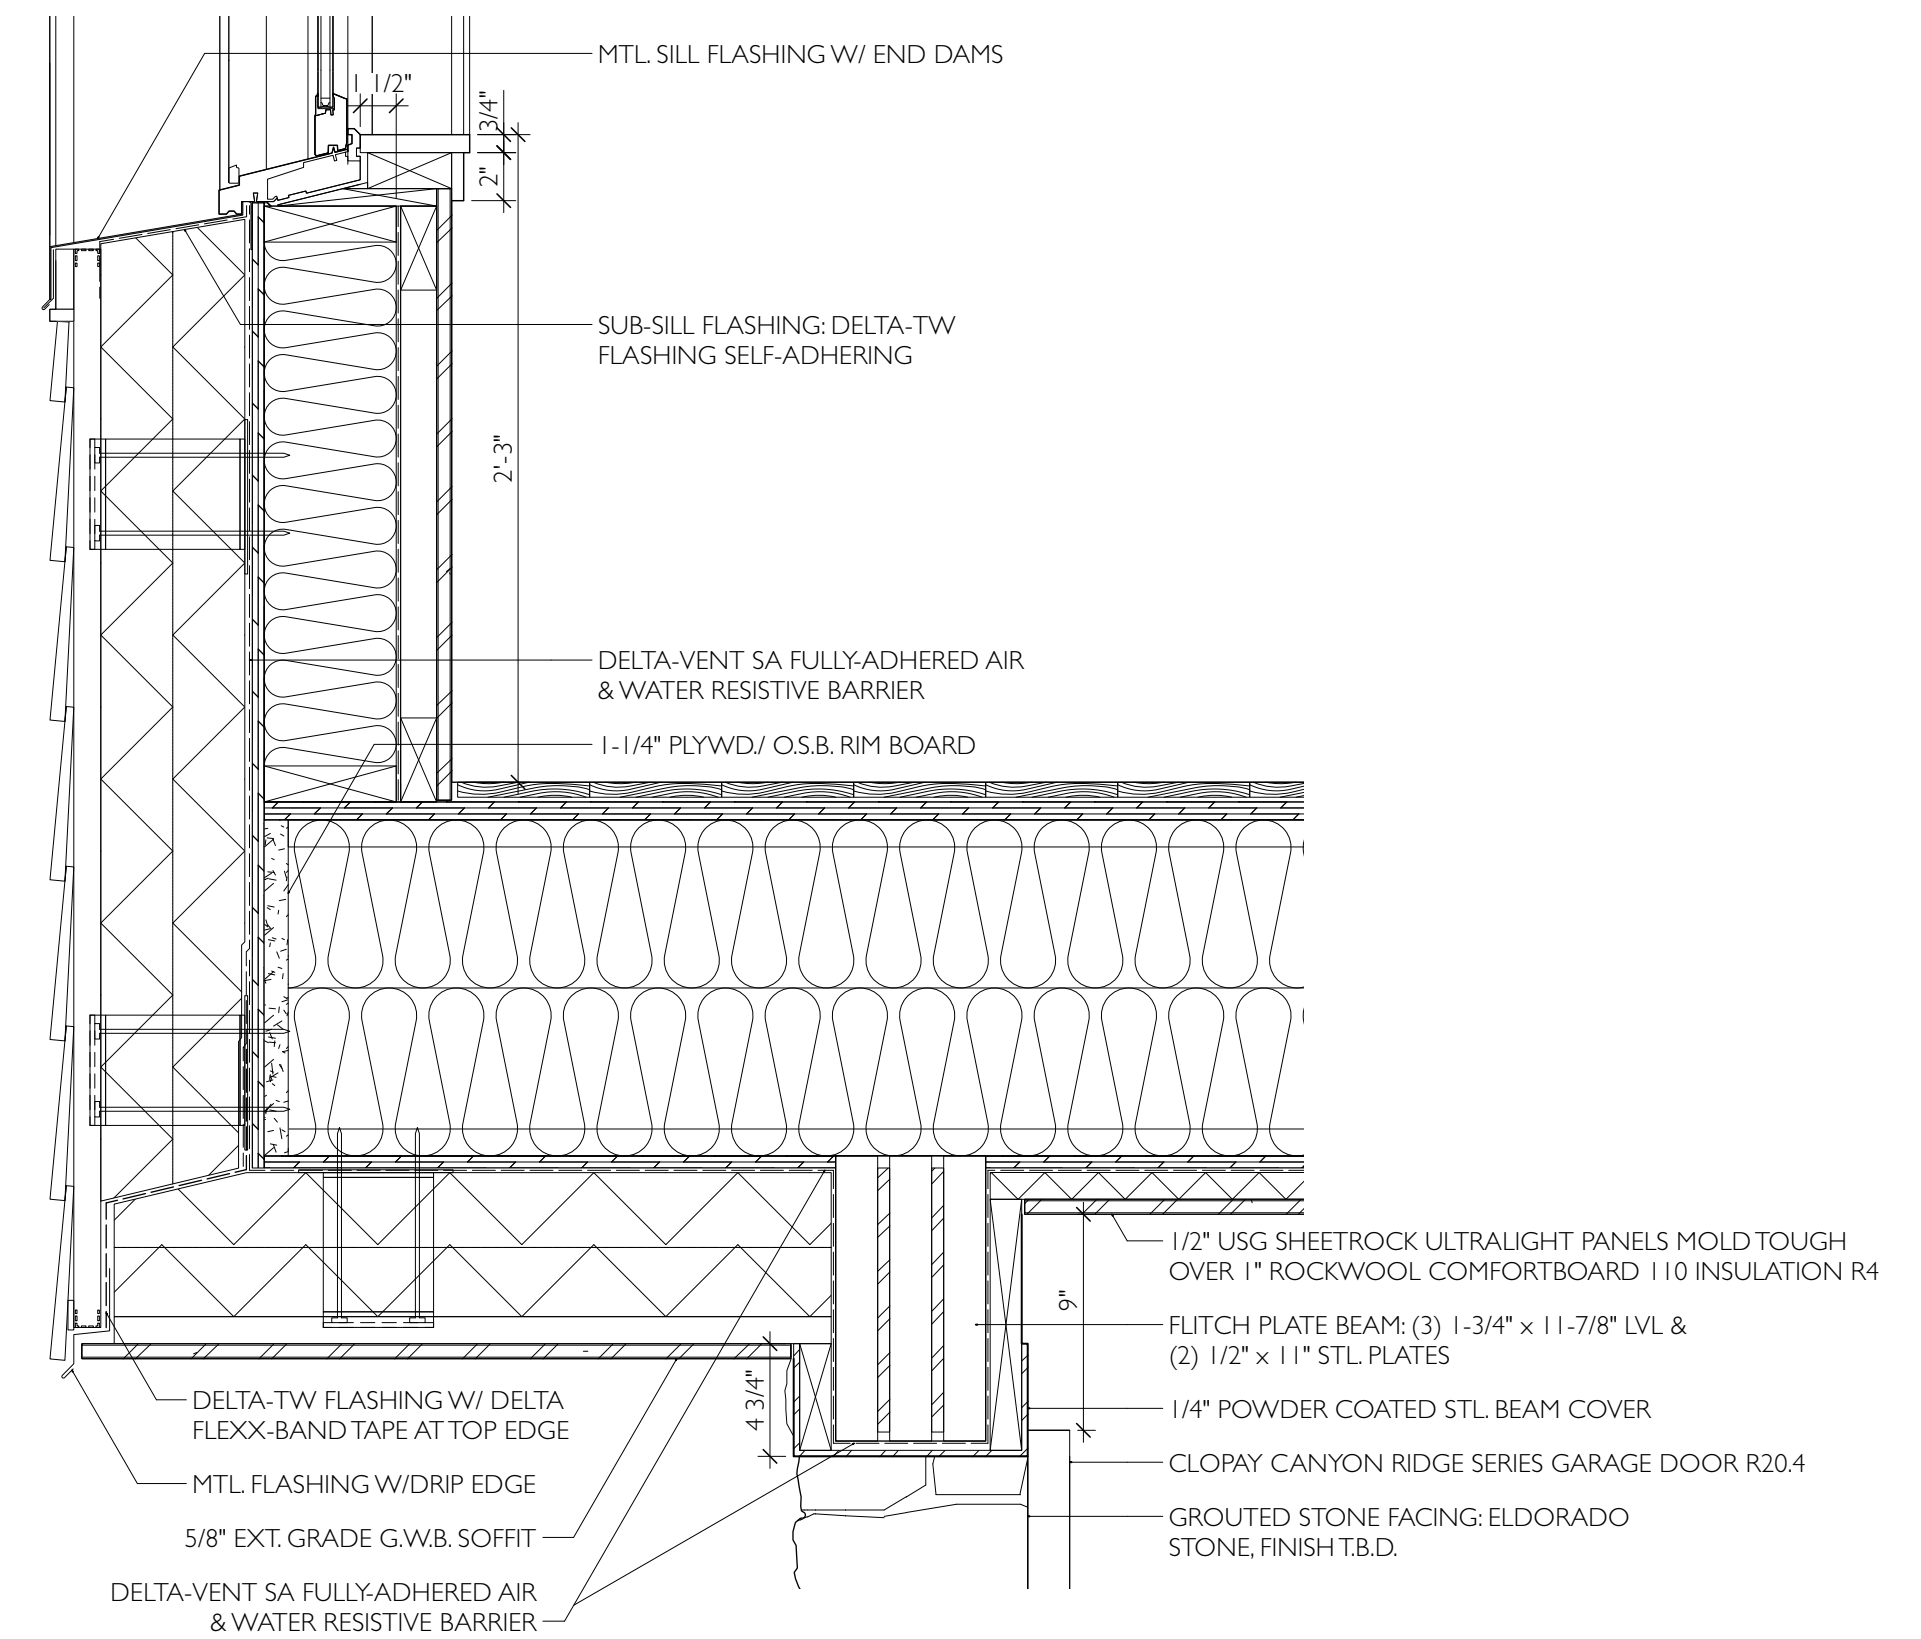 MTL. SILL FLASHING W/ END DAMS
1 1/2"
3/4"
2"
SUB-SILL FLASHING: DELTA-TW
FLASHING SELF-ADHERING
2'-3"
DELTA-VENT SA FULLY-ADHERED AIR
& WATER RESISTIVE BARRIER
1-1/4" PLYWD./ O.S.B. RIM BOARD
1/2" USG SHEETROCK ULTRALIGHT PANELS MOLD TOUGH
OVER 1" ROCKWOOL COMFORTBOARD 110 INSULATION R4
9"
FLITCH PLATE BEAM: (3) 1-3/4" x 11-7/8" LVL &
(2) 1/2" x 11" STL. PLATES
4 3/4"
1/4" POWDER COATED STL. BEAM COVER
CLOPAY CANYON RIDGE SERIES GARAGE DOOR R20.4
GROUTED STONE FACING: ELDORADO
STONE, FINISH T.B.D.
DELTA-TW FLASHING W/ DELTA
FLEXX-BAND TAPE AT TOP EDGE
MTL. FLASHING W/DRIP EDGE
5/8" EXT. GRADE G.W.B. SOFFIT
DELTA-VENT SA FULLY-ADHERED AIR
& WATER RESISTIVE BARRIER